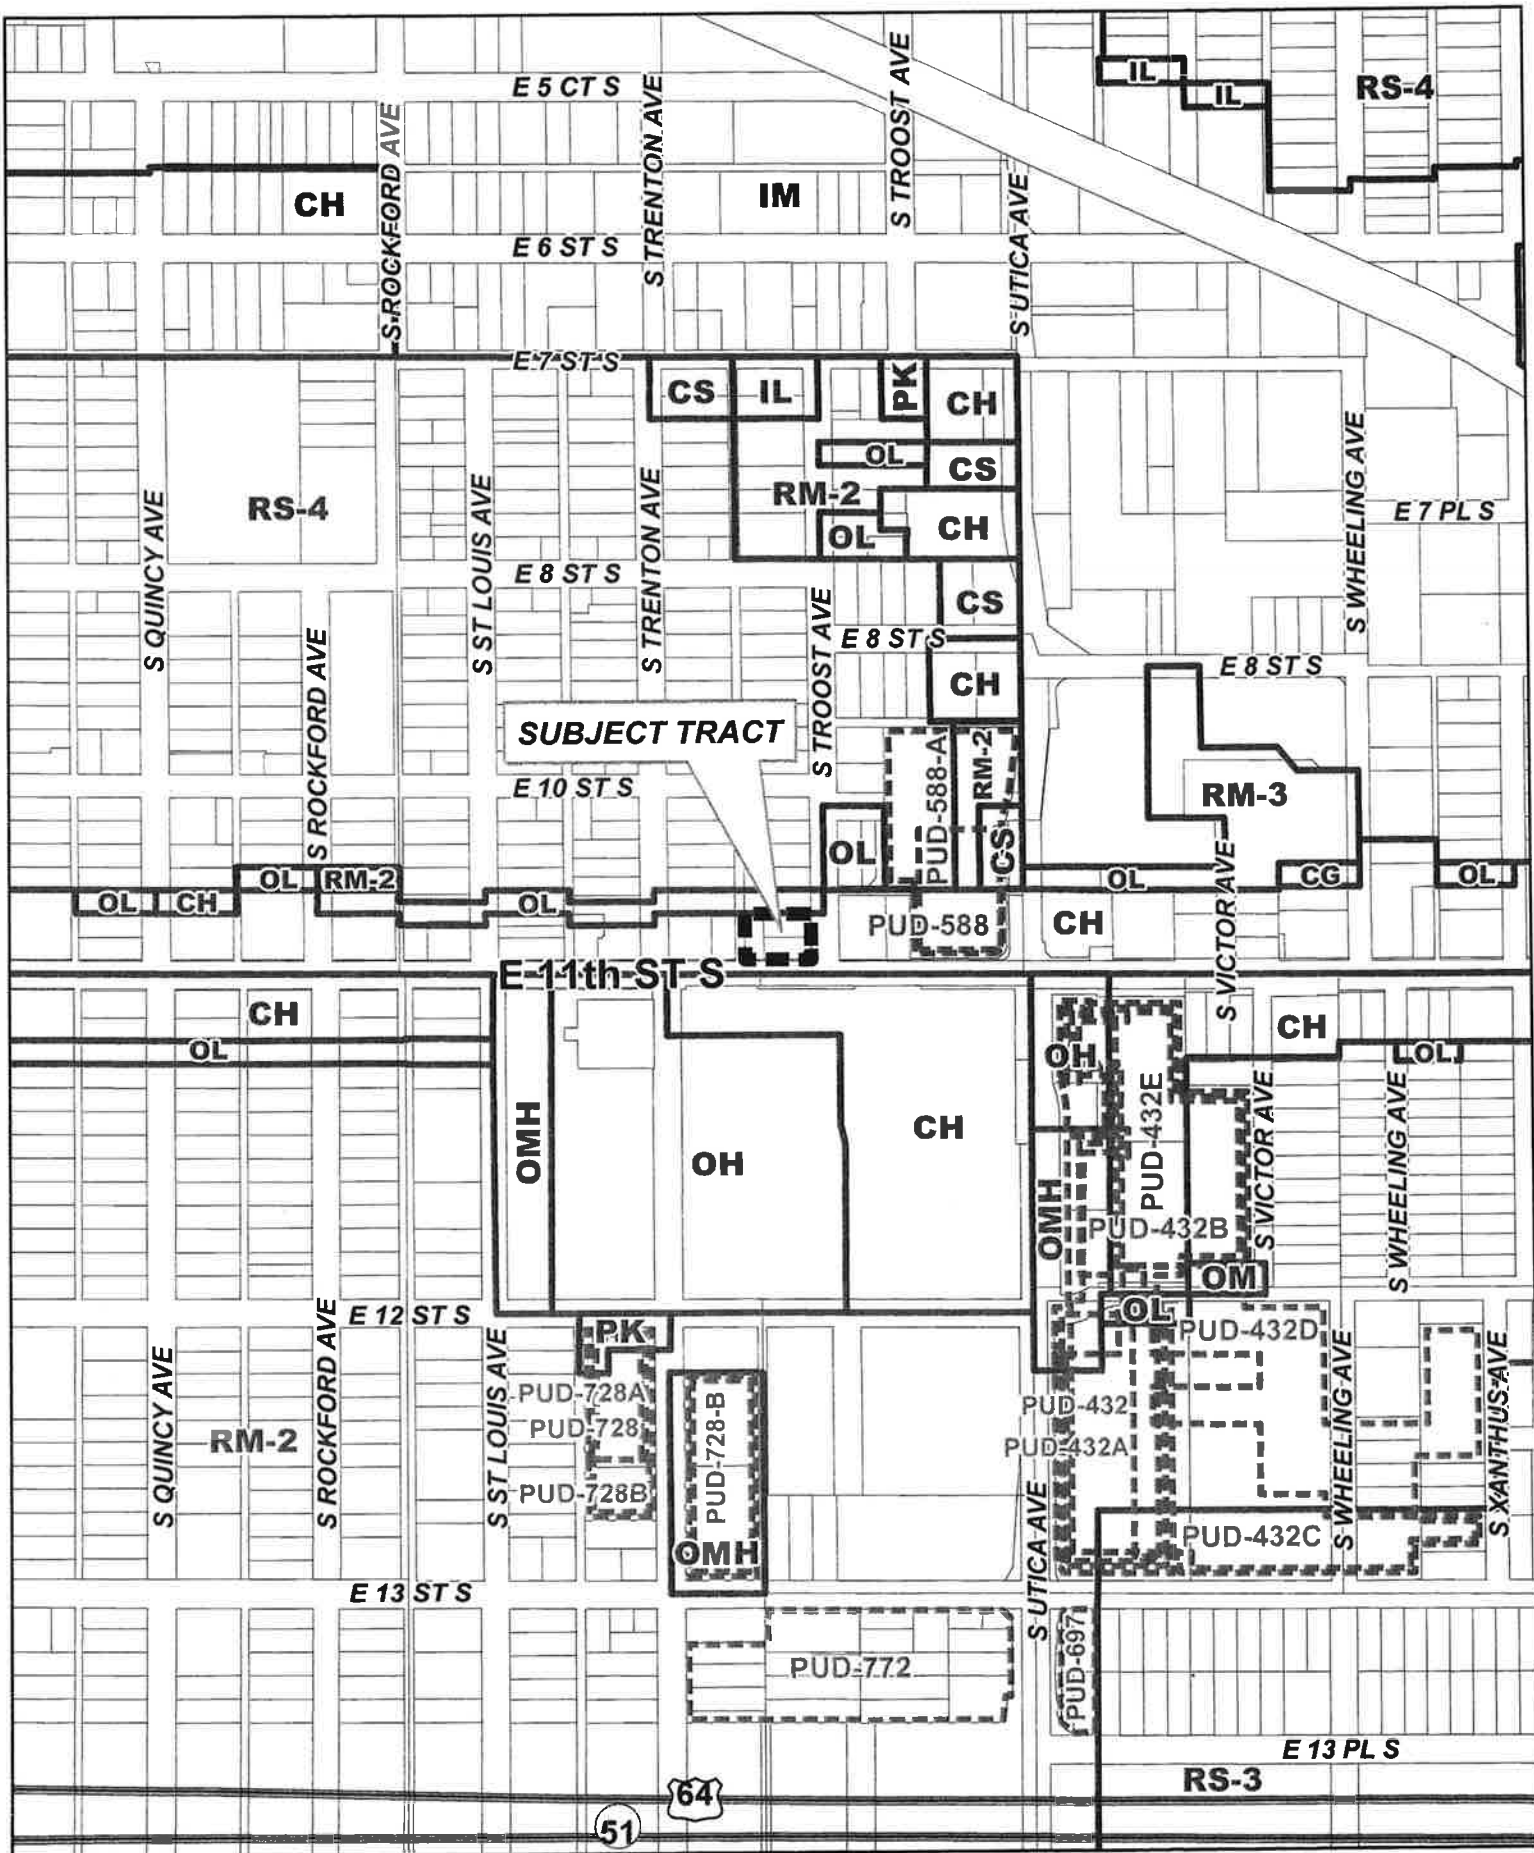 E 5 CT S
S TROOST AVE
IL
IL
RS-4
S ROCKFORD AVE
S TRENTON AVE
CH
IM
S UTICA AVE
E 6 ST S
E 7 ST S
CS
IL
PK
CH
OL
CS
RM-2
RS-4
CH
OL
S QUINCY AVE
S ST LOUIS AVE
S TRENTON AVE
S WHEELING AVE
E 7 PL S
E 8 ST S
CS
S TROOST AVE
E 8 ST S
E 8 ST S
S ROCKFORD AVE
CH
SUBJECT TRACT
PUD-588-A
RM-2
E 10 ST S
RM-3
OL
CS
OL
CH
OL
RM-2
OL
OL
CG
OL
PUD-588
CH
S VICTOR AVE
E 11th ST S
CH
OL
CH
OL
OH
OMH
OH
CH
PUD-432E
S VICTOR AVE
S WHEELING AVE
OMH
PUD-432B
OM
OL
E 12 ST S
PK
PUD-432D
S QUINCY AVE
S ROCKFORD AVE
S ST LOUIS AVE
PUD-728A
PUD-728
PUD-728B
PUD-728-B
OMH
RM-2
PUD-432
PUD-432A
S WHEELING AVE
S XANTHUS AVE
PUD-432C
S UTICA AVE
E 13 ST S
PUD-772
PUD-697
E 13 PL S
RS-3
64
51